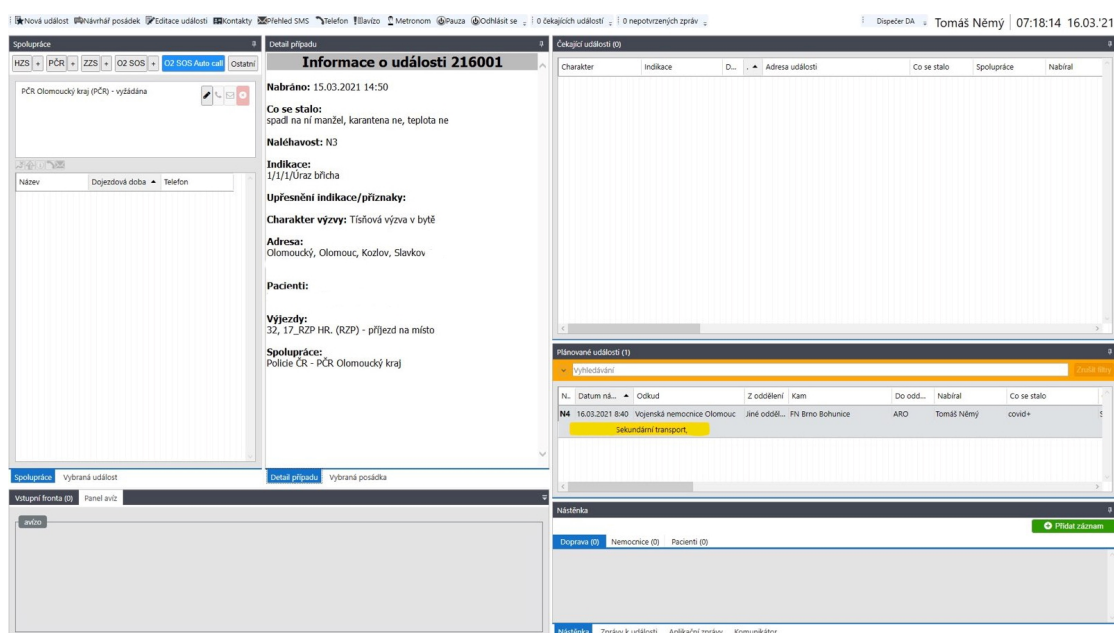 Nová událost Návrhář posádek Editace události Kontakty Přehled SMS Telefon IIIavízo Metronom Pauza Odhlásit se 0 čekajících událostí 0 nepotvrzených zpráv Dispečer DA Tomáš Němý 07:18:14 16.03.'21
Spolupráce
HZS + PČR + ZZS + O2 SOS + O2 SOS Auto call Ostatní
PČR Olomoucký kraj (PČR) - vyžádána
Název Dojezdová doba Telefon
Spolupráce Vybraná událost
Detail případu
Informace o události 216001
Nabráno: 15.03.2021 14:50
Co se stalo:
spadl na ní manžel, karantena ne, teplota ne
Naléhavost: N3
Indikace:
1/1/1/Úraz břicha
Upřesnění indikace/příznaky:
Charakter výzvy: Tísňová výzva v bytě
Adresa:
Olomoucký, Olomouc, Kozlov, Slavkov
Pacienti:
Výjezdy:
32, 17_RZP HR. (RZP) - příjezd na místo
Spolupráce:
Policie ČR - PČR Olomoucký kraj
Detail případu Vybraná posádka
Vstupní fronta (0) Panel avíz
avízo
Čekající události (0)
Charakter Indikace D... . Adresa události Co se stalo Spolupráce Nabíral
Plánované události (1)
Vyhledávání Zrušit filtry
N.. Datum ná... Odkud Z oddělení Kam Do odd... Nabíral Co se stalo
N4 16.03.2021 8:40 Vojenská nemocnice Olomouc Jiné odděl... FN Brno Bohunice ARO Tomáš Němý covid+
Sekundární transport,
Nástěnka
Přidat záznam
Doprava (0) Nemocnice (0) Pacienti (0)
Nástěnka Zprávy k události Aplikační zprávy Komunikátor